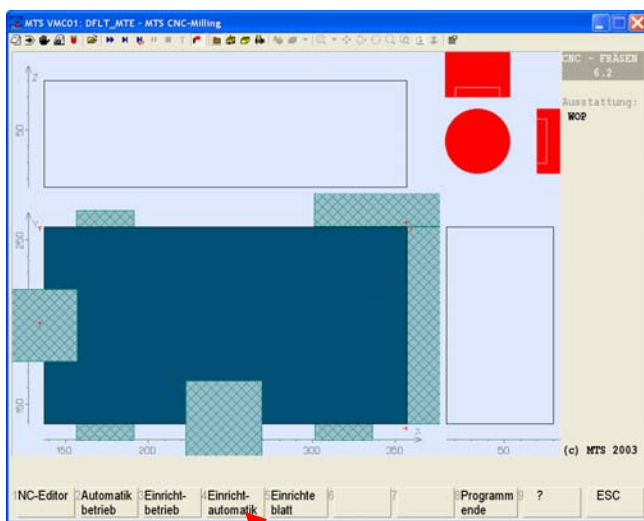 MTS VMC01: DFLT_MTE - MTS CNC-Milling
CNC - FRÄSEN
6.2
Ausstattung:
WOP
Z
50
Y
250
150
150
200
300
350
X
50
(c) MTS 2003
1 NC-Editor
2 Automatik
betrieb
3 Einricht-
betrieb
4 Einricht-
automatik
5 Einrichte
blatt
6
7
8 Programm
ende
9 ?
ESC